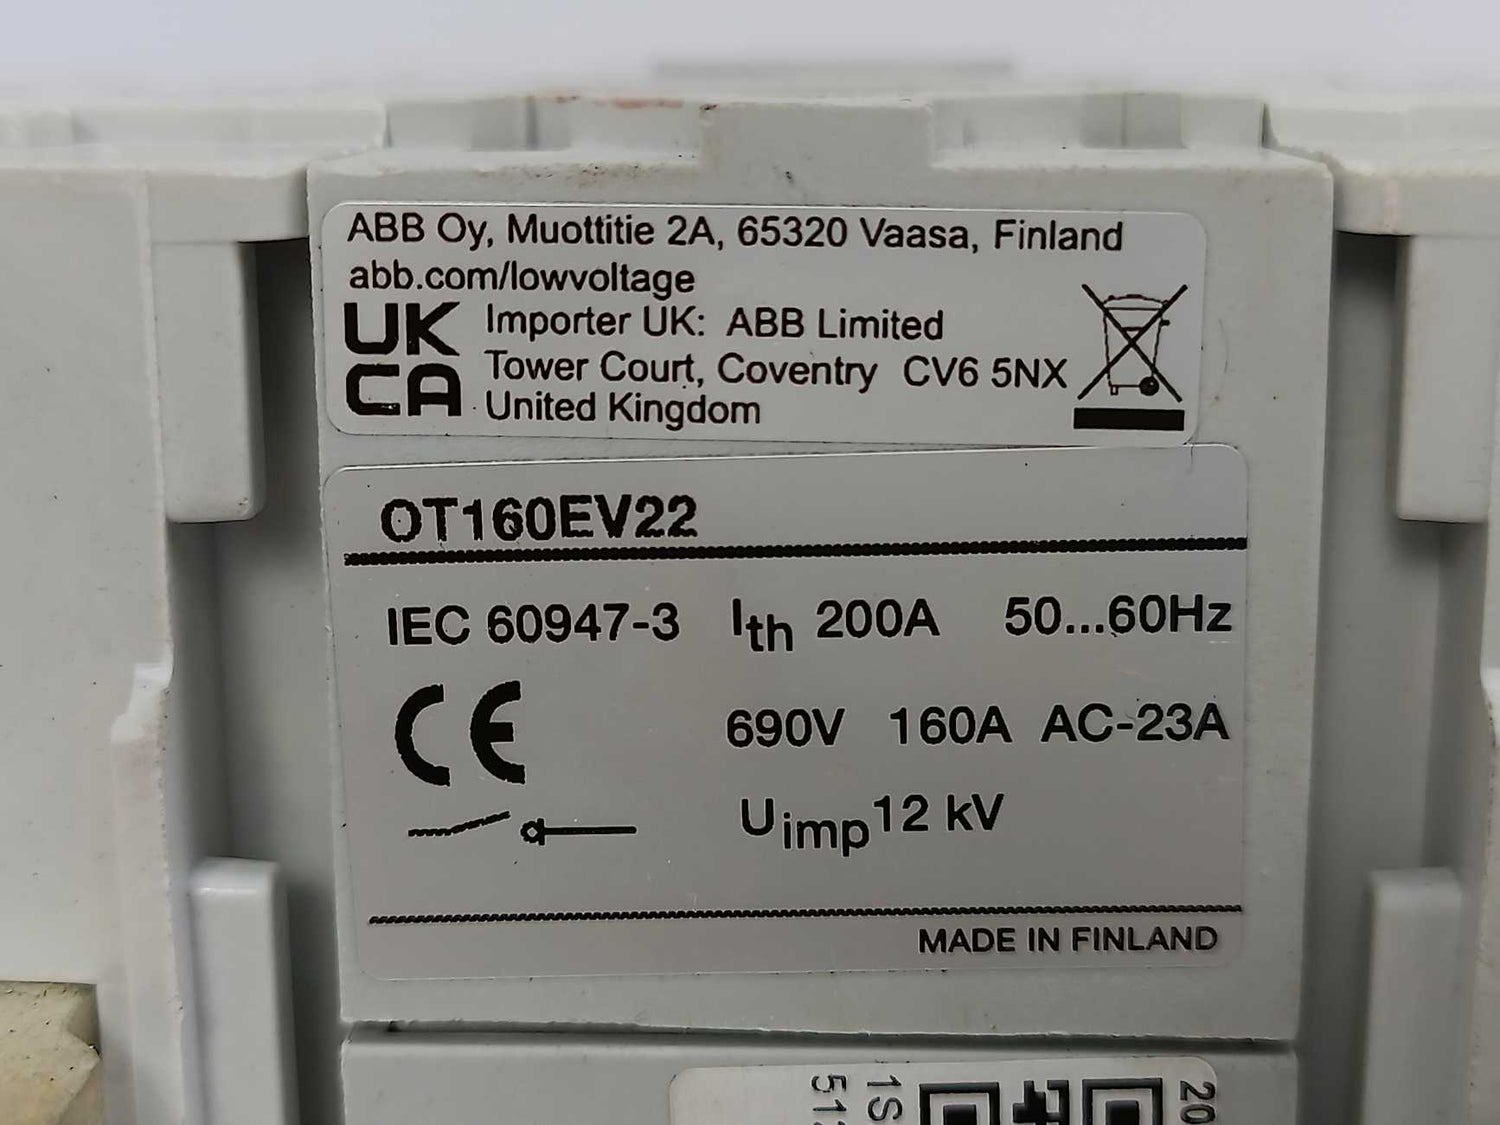 ABB Oy, Muottitie 2A, 65320 Vaasa, Finland
abb.com/lowvoltage
UK
CA
Importer UK: ABB Limited
Tower Court, Coventry CV6 5NX
United Kingdom
OT160EV22
IEC 60947-3 Ith 200A 50...60Hz
CE
690V 160A AC-23A
Uimp 12 kV
MADE IN FINLAND